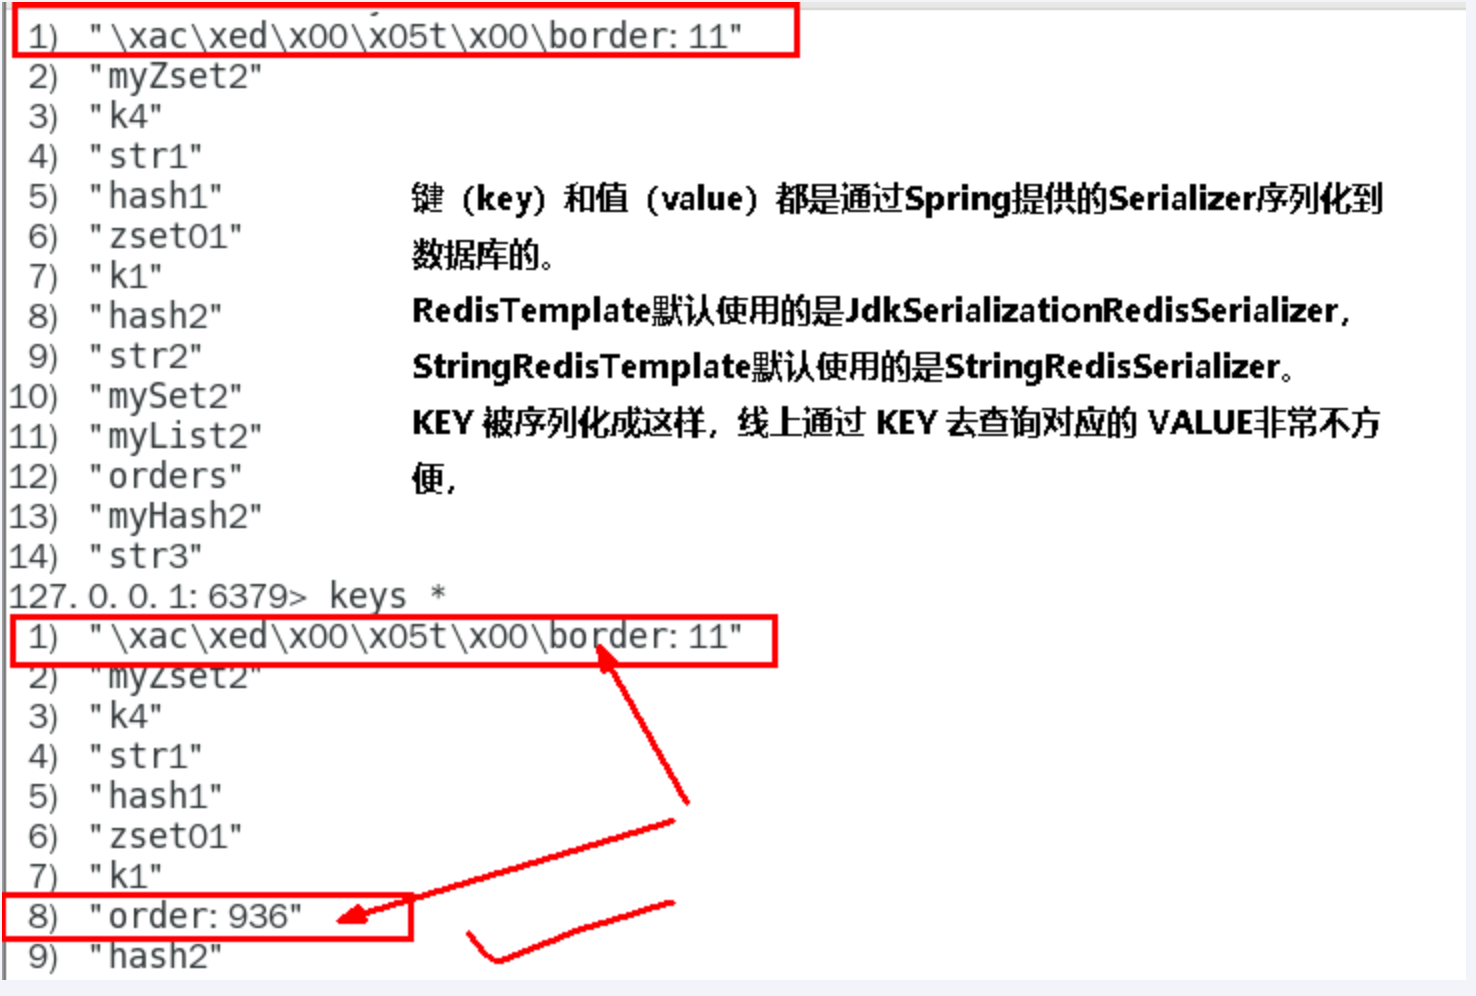 1) "\xac\xed\x00\x05t\x00\border:11"
2) "myZset2"
3) "k4"
4) "str1"
5) "hash1"
6) "zset01"
7) "k1"
8) "hash2"
9) "str2"
10) "mySet2"
11) "myList2"
12) "orders"
13) "myHash2"
14) "str3"
键（key）和值（value）都是通过Spring提供的Serializer序列化到
数据库的。
RedisTemplate默认使用的是JdkSerializationRedisSerializer,
StringRedisTemplate默认使用的是StringRedisSerializer。
KEY 被序列化成这样，线上通过 KEY 去查询对应的 VALUE非常不方
便,
127.0.0.1:6379> keys *
1) "\xac\xed\x00\x05t\x00\border:11"
2) "myZset2"
3) "k4"
4) "str1"
5) "hash1"
6) "zset01"
7) "k1"
8) "order:936"
9) "hash2"